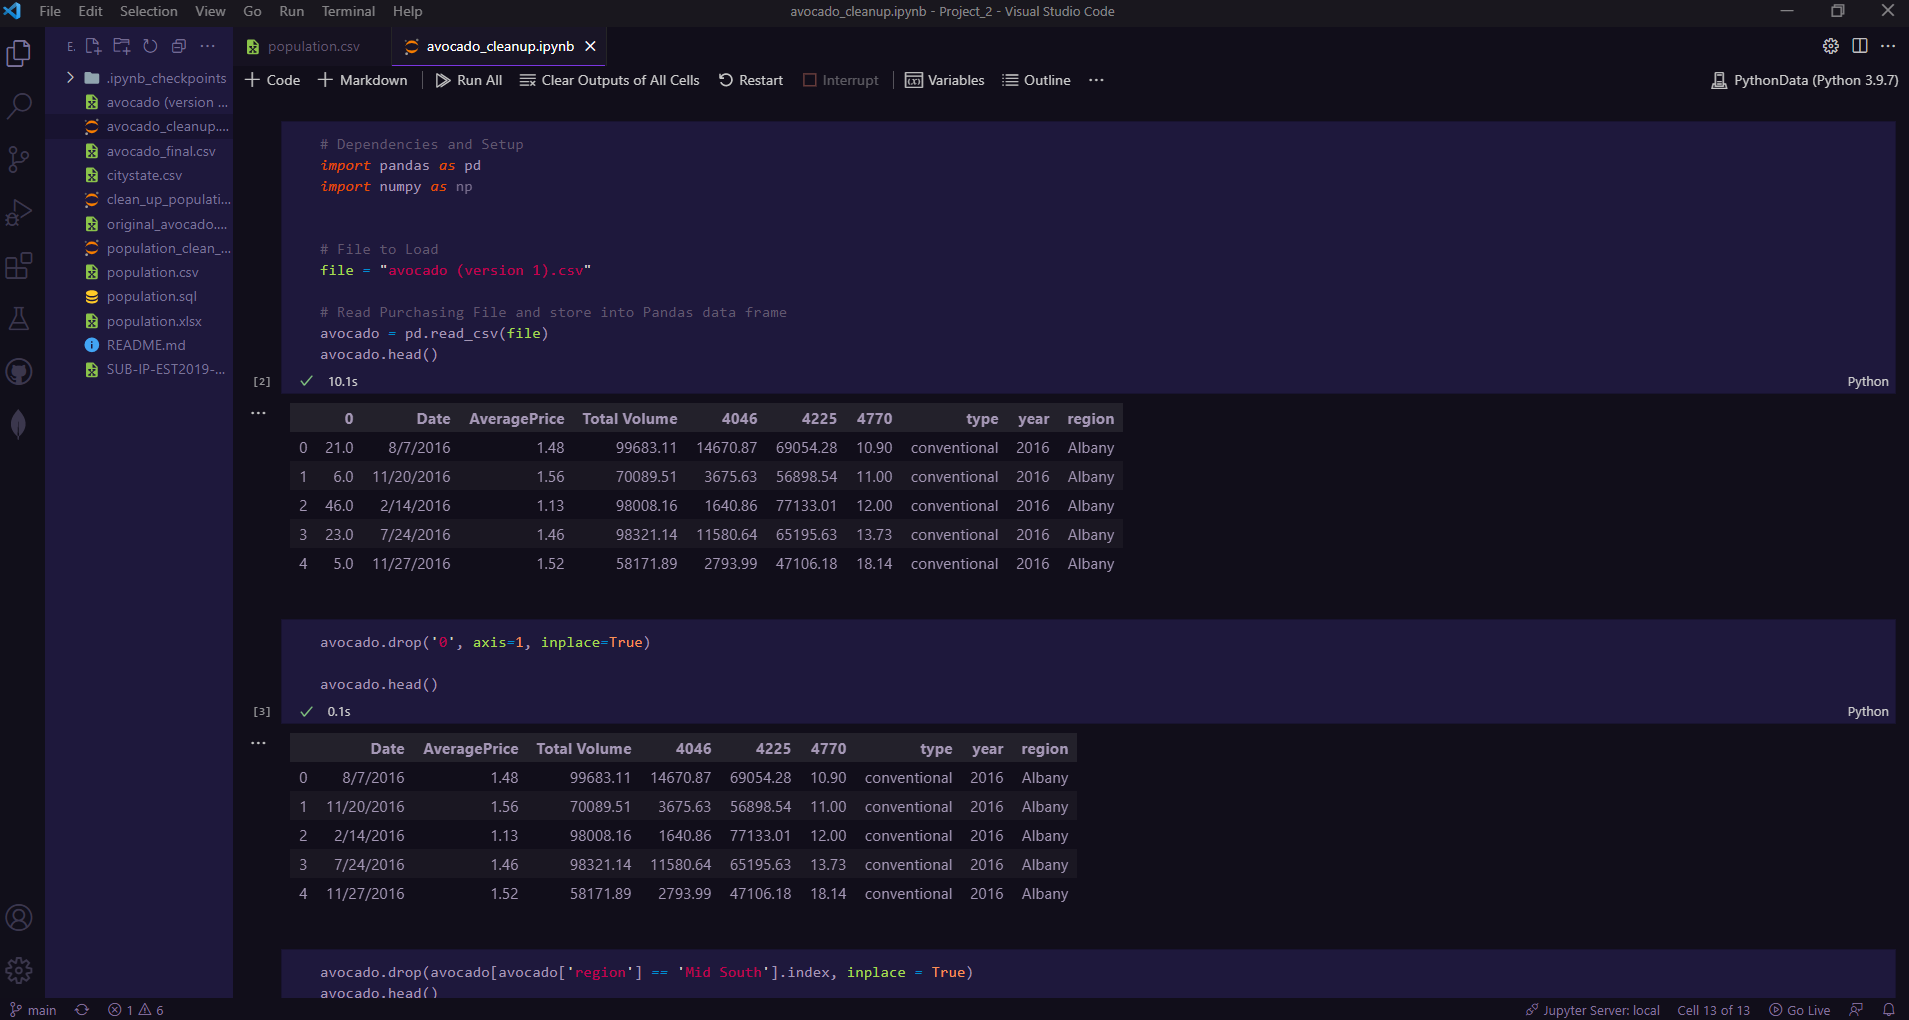 File Edit Selection View Go Run Terminal Help avocado_cleanup.ipynb - Project_2 - Visual Studio Code
E.
.ipynb_checkpoints
avocado (version ...
avocado_cleanup....
avocado_final.csv
citystate.csv
clean_up_populati...
original_avocado....
population_clean_...
population.csv
population.sql
population.xlsx
README.md
SUB-IP-EST2019-...
population.csv avocado_cleanup.ipynb
Code Markdown Run All Clear Outputs of All Cells Restart Interrupt Variables Outline ... PythonData (Python 3.9.7)
# Dependencies and Setup
import pandas as pd
import numpy as np
# File to Load
file = "avocado (version 1).csv"
# Read Purchasing File and store into Pandas data frame
avocado = pd.read_csv(file)
avocado.head()
[2] 10.1s Python
0 Date AveragePrice Total Volume 4046 4225 4770 type year region
0 21.0 8/7/2016 1.48 99683.11 14670.87 69054.28 10.90 conventional 2016 Albany
1 6.0 11/20/2016 1.56 70089.51 3675.63 56898.54 11.00 conventional 2016 Albany
2 46.0 2/14/2016 1.13 98008.16 1640.86 77133.01 12.00 conventional 2016 Albany
3 23.0 7/24/2016 1.46 98321.14 11580.64 65195.63 13.73 conventional 2016 Albany
4 5.0 11/27/2016 1.52 58171.89 2793.99 47106.18 18.14 conventional 2016 Albany
avocado.drop('0', axis=1, inplace=True)
avocado.head()
[3] 0.1s Python
Date AveragePrice Total Volume 4046 4225 4770 type year region
0 8/7/2016 1.48 99683.11 14670.87 69054.28 10.90 conventional 2016 Albany
1 11/20/2016 1.56 70089.51 3675.63 56898.54 11.00 conventional 2016 Albany
2 2/14/2016 1.13 98008.16 1640.86 77133.01 12.00 conventional 2016 Albany
3 7/24/2016 1.46 98321.14 11580.64 65195.63 13.73 conventional 2016 Albany
4 11/27/2016 1.52 58171.89 2793.99 47106.18 18.14 conventional 2016 Albany
avocado.drop(avocado[avocado['region'] == 'Mid South'].index, inplace = True)
avocado.head()
main 1 6 Jupyter Server: local Cell 13 of 13 Go Live